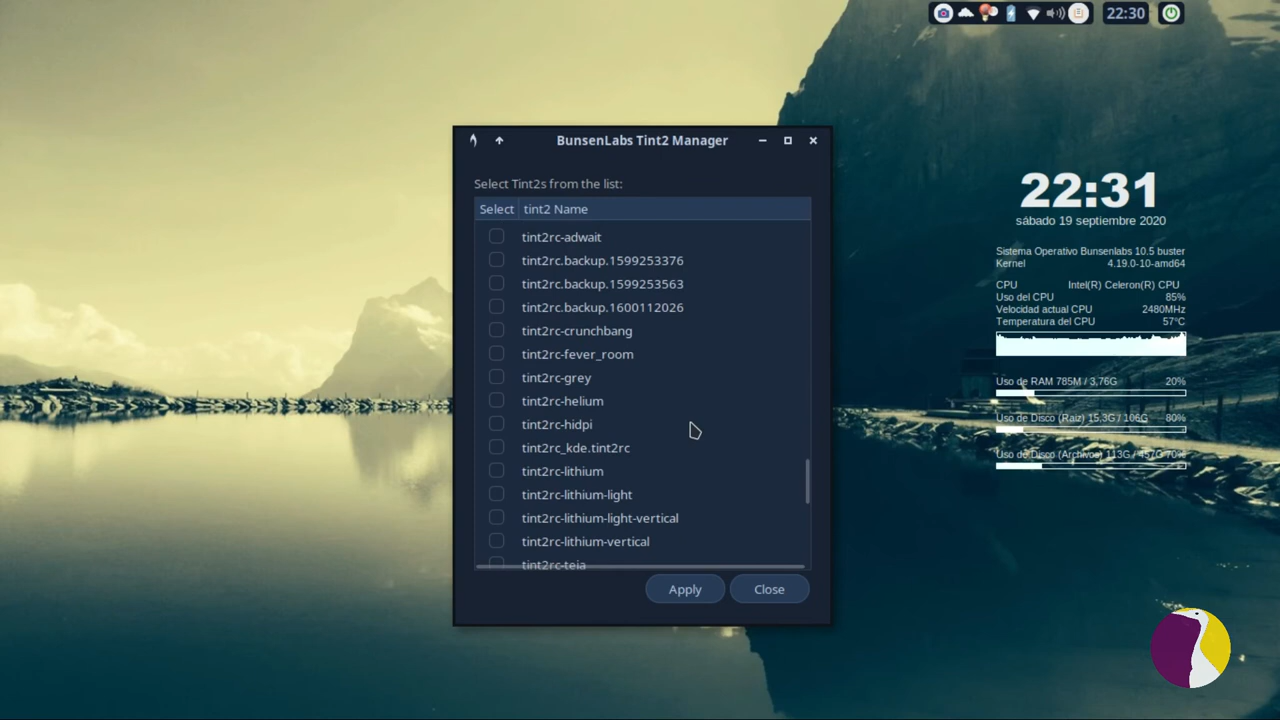 22:30
BunsenLabs Tint2 Manager
Select Tint2s from the list:
Select tint2 Name
tint2rc-adwait
tint2rc.backup.1599253376
tint2rc.backup.1599253563
tint2rc.backup.1600112026
tint2rc-crunchbang
tint2rc-fever_room
tint2rc-grey
tint2rc-helium
tint2rc-hidpi
tint2rc_kde.tint2rc
tint2rc-lithium
tint2rc-lithium-light
tint2rc-lithium-light-vertical
tint2rc-lithium-vertical
tint2rc-teia
Apply Close
22:31
sábado 19 septiembre 2020
Sistema Operativo Bunsenlabs 10.5 buster
Kernel 4.19.0-10-amd64
CPU Intel(R) Celeron(R) CPU
Uso del CPU 85%
Velocidad actual CPU 2480MHz
Temperatura del CPU 57°C
Uso de RAM 785M / 3,76G 20%
Uso de Disco (Raiz) 15,3G / 106G 80%
Uso de Disco (Archivos) 113G / 457G 70%